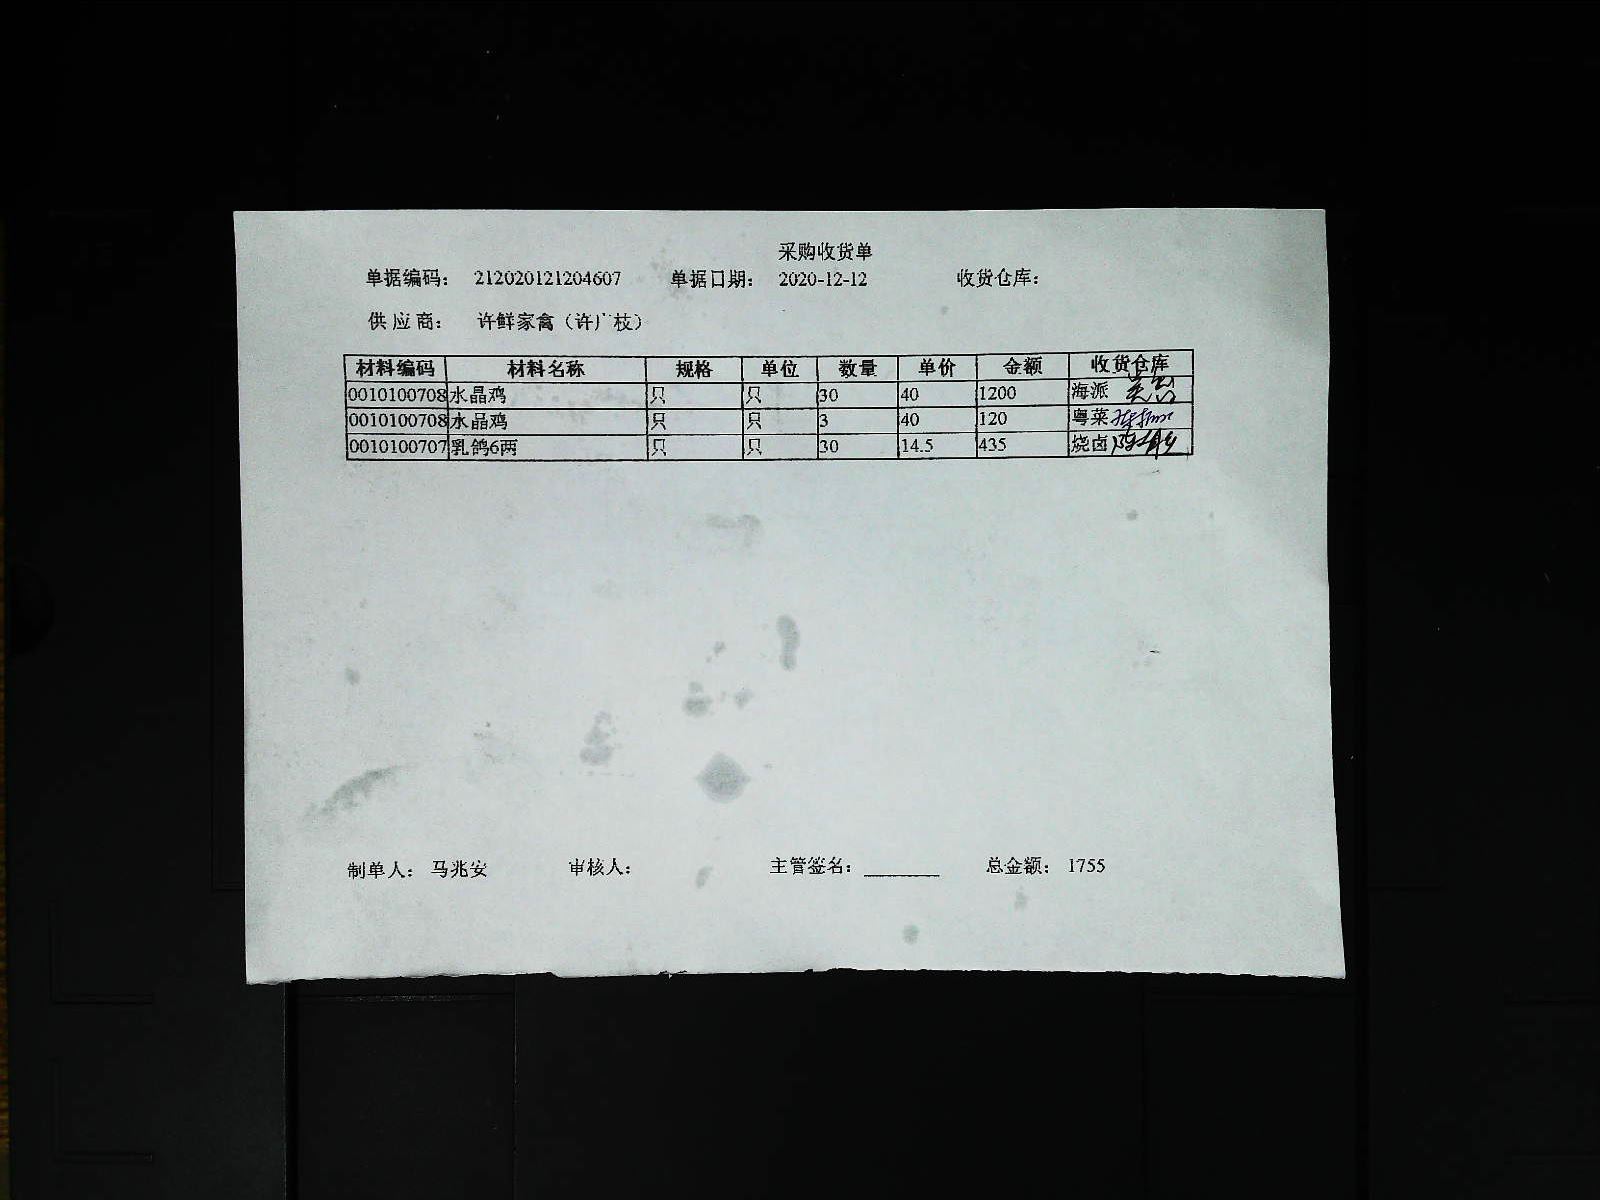 采购收货单
单据编码： 212020121204607 单据日期： 2020-12-12 收货仓库：
供应商： 许鲜家禽（许广枝）
材料编码 材料名称 规格 单位 数量 单价 金额 收货仓库
0010100708 水晶鸡 只 只 30 40 1200 海派
0010100708 水晶鸡 只 只 3 40 120 粤菜
0010100707 乳鸽6两 只 只 30 14.5 435 烧卤
制单人： 马兆安 审核人： 主管签名： 总金额： 1755